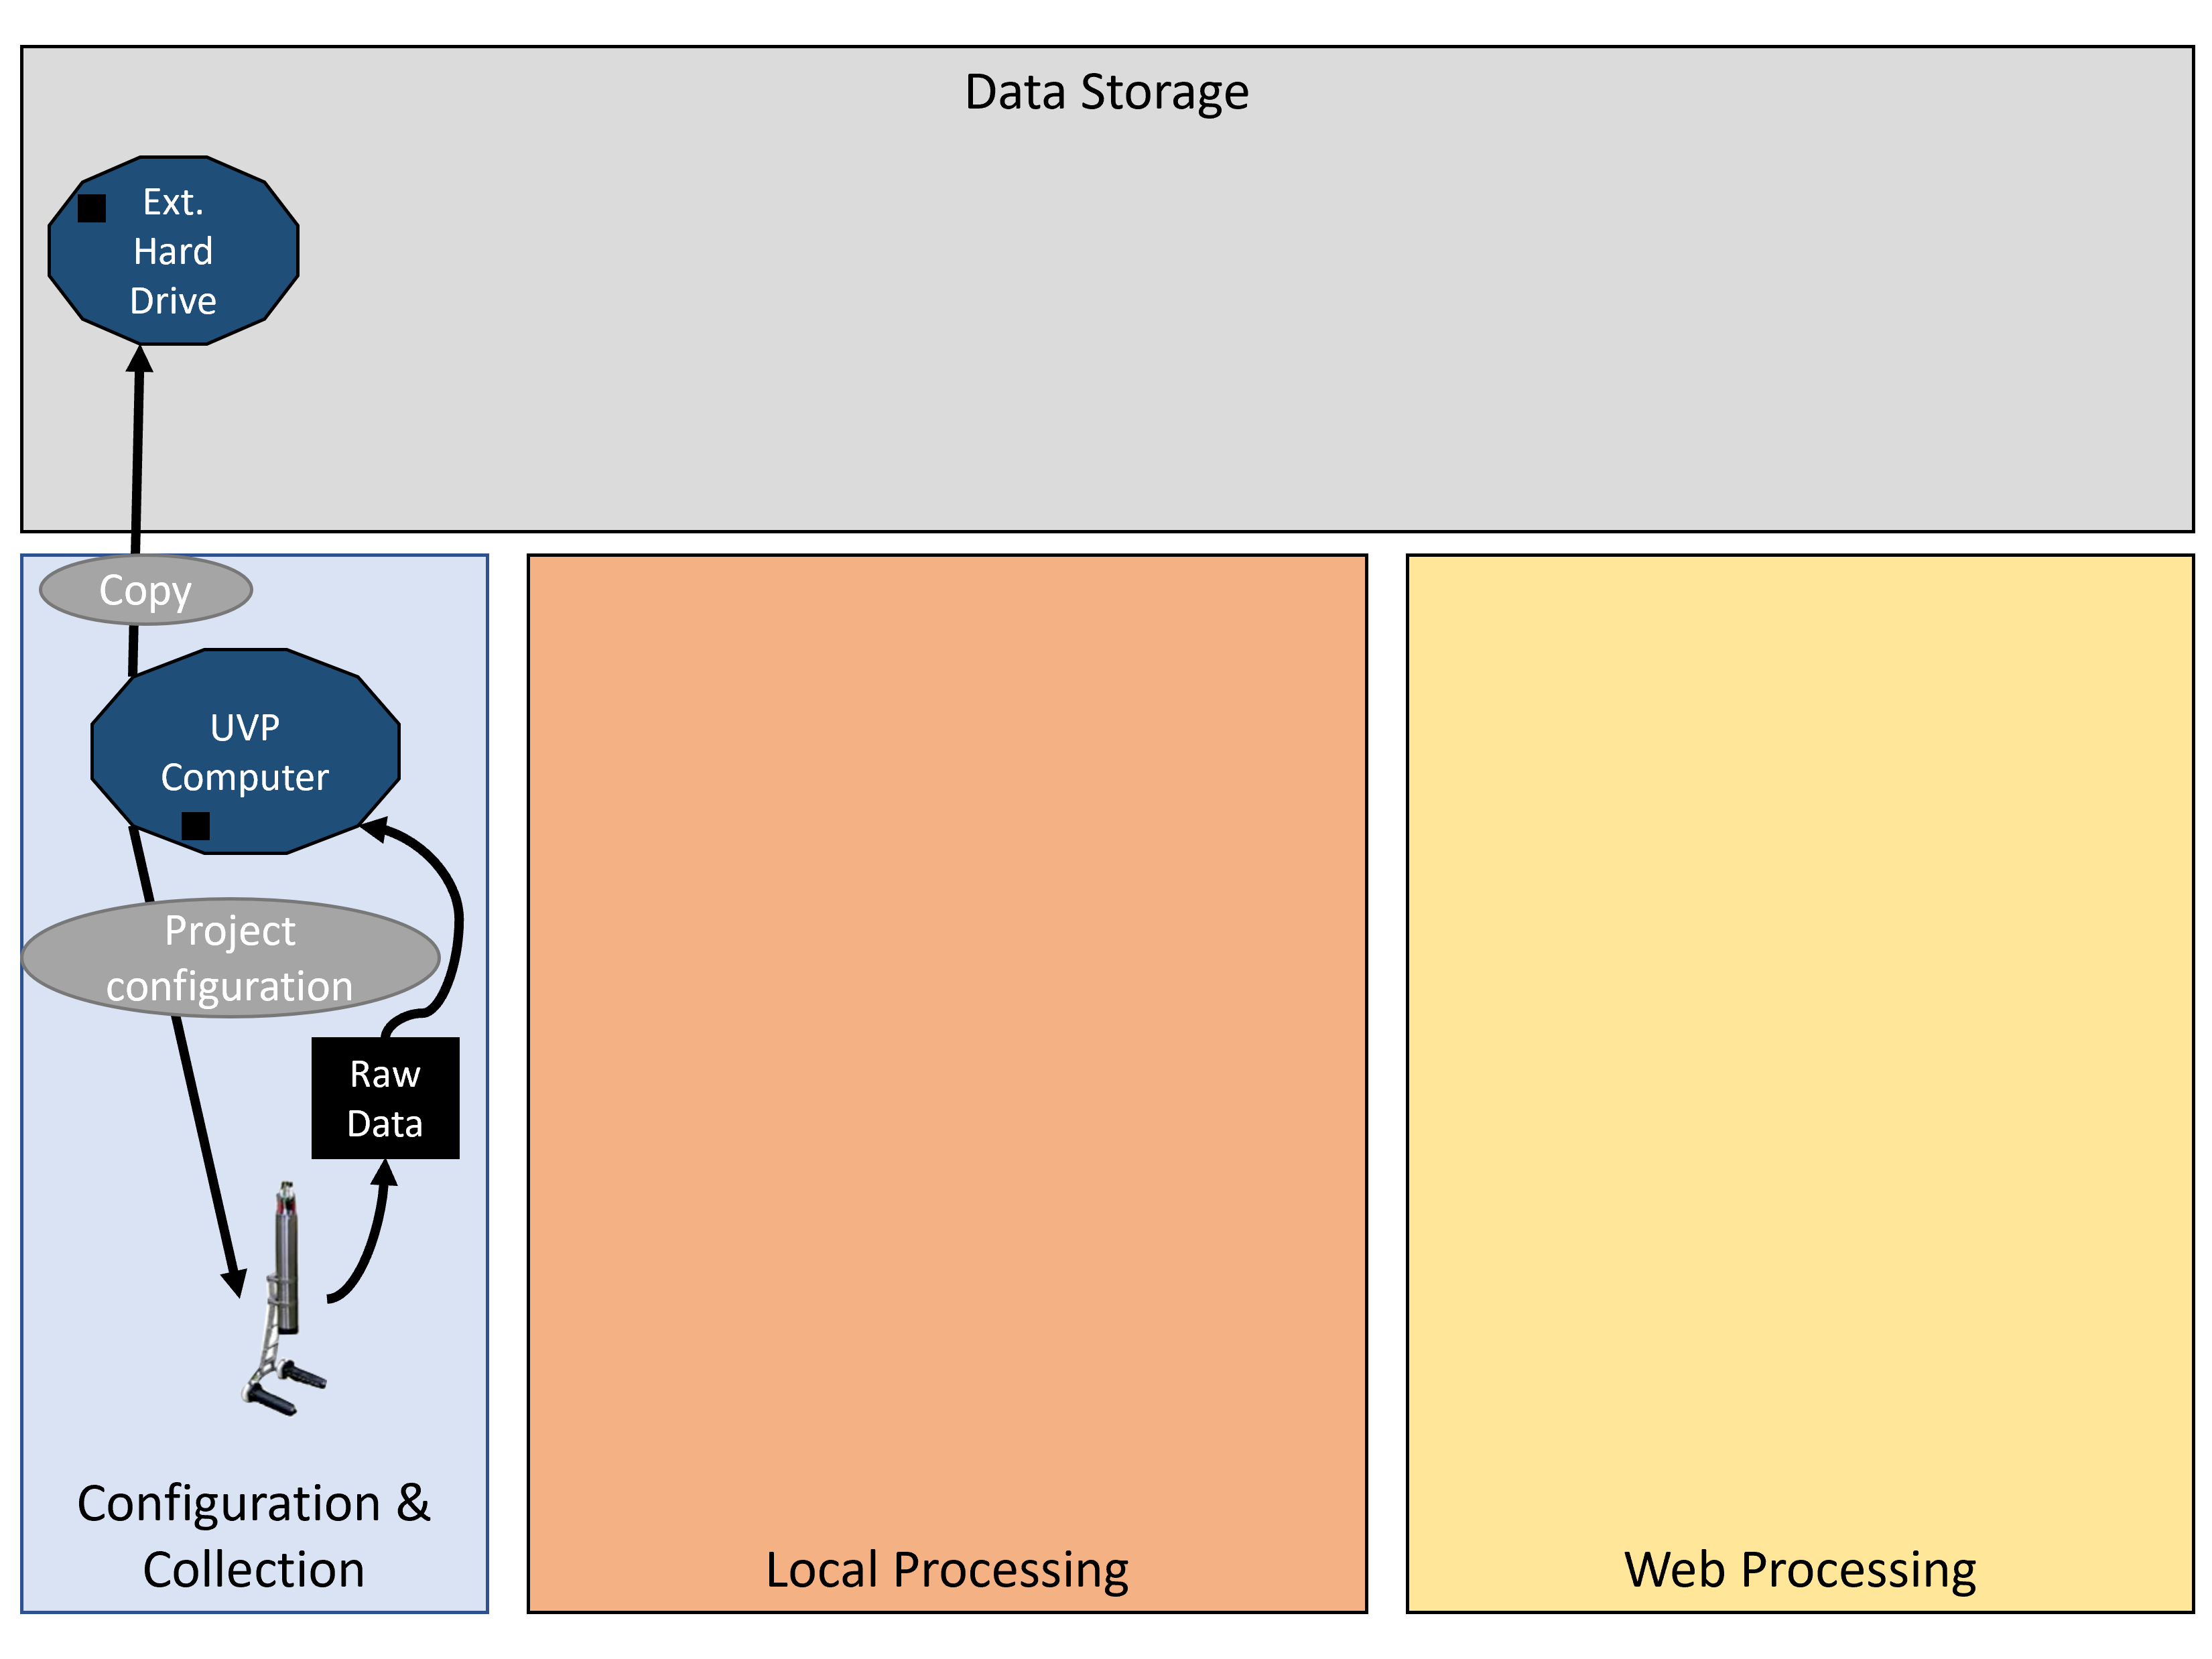 Data Storage
Ext.
Hard
Drive
Copy
UVP
Computer
Project
configuration
Raw
Data
Configuration &
Collection
Local Processing
Web Processing